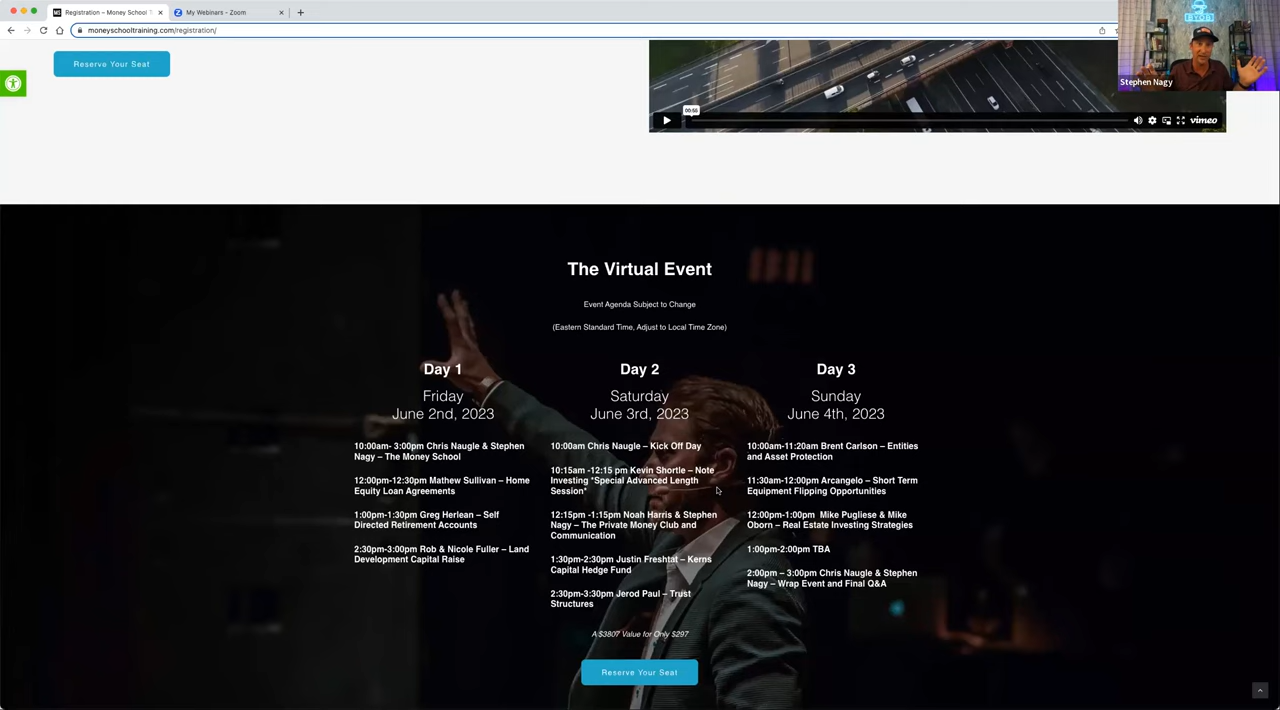 Registration – Money School T
My Webinars - Zoom
moneyschooltraining.com/registration/
Stephen Nagy
Reserve Your Seat
00:56
vimeo
The Virtual Event
Event Agenda Subject to Change
(Eastern Standard Time, Adjust to Local Time Zone)
Day 1
Friday
June 2nd, 2023
10:00am- 3:00pm Chris Naugle & Stephen
Nagy – The Money School
12:00pm-12:30pm Mathew Sullivan – Home
Equity Loan Agreements
1:00pm-1:30pm Greg Herlean – Self
Directed Retirement Accounts
2:30pm-3:00pm Rob & Nicole Fuller – Land
Development Capital Raise
Day 2
Saturday
June 3rd, 2023
10:00am Chris Naugle – Kick Off Day
10:15am -12:15 pm Kevin Shortle – Note
Investing *Special Advanced Length
Session*
12:15pm -1:15pm Noah Harris & Stephen
Nagy – The Private Money Club and
Communication
1:30pm-2:30pm Justin Freshtat – Kerns
Capital Hedge Fund
2:30pm-3:30pm Jerod Paul – Trust
Structures
Day 3
Sunday
June 4th, 2023
10:00am-11:20am Brent Carlson – Entities
and Asset Protection
11:30am-12:00pm Arcangelo – Short Term
Equipment Flipping Opportunities
12:00pm-1:00pm Mike Pugliese & Mike
Oborn – Real Estate Investing Strategies
1:00pm-2:00pm TBA
2:00pm – 3:00pm Chris Naugle & Stephen
Nagy – Wrap Event and Final Q&A
A $3807 Value for Only $297
Reserve Your Seat